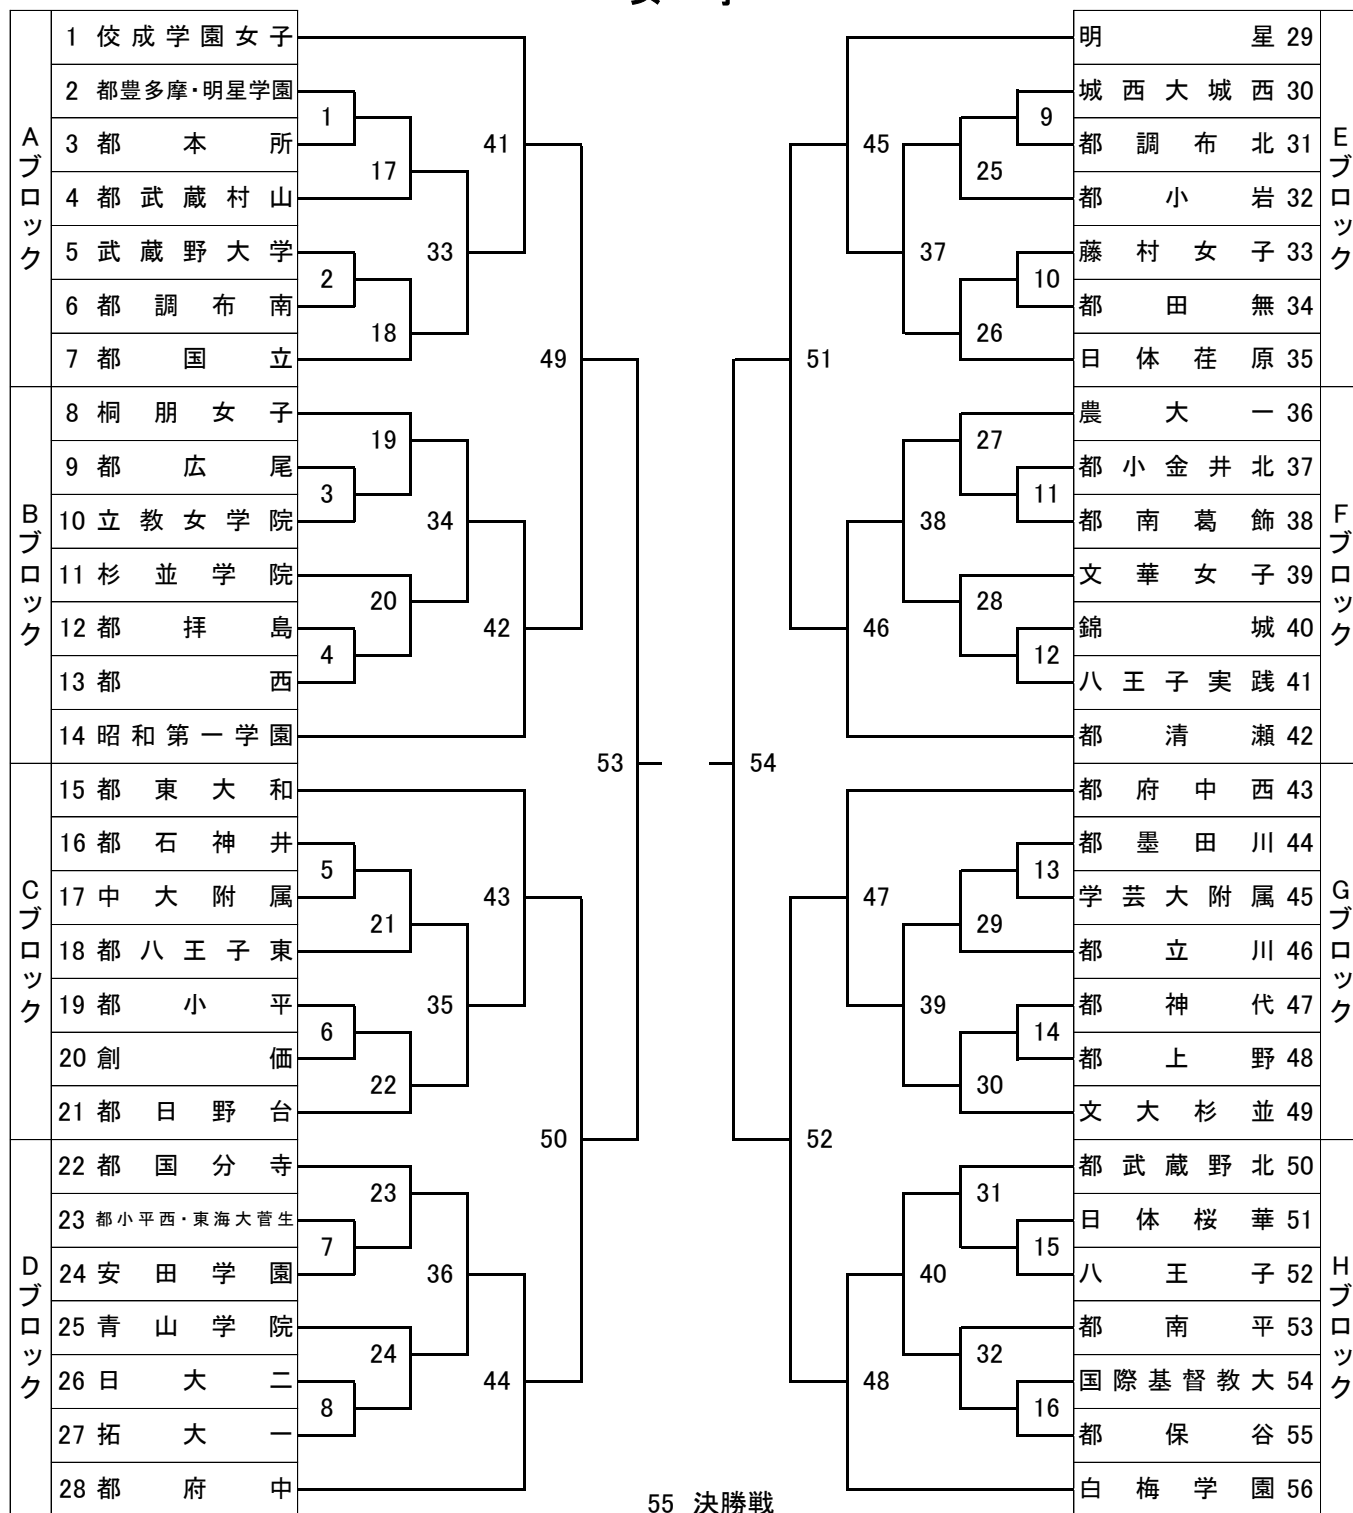 Aブロック
1 佼成学園女子
2 都豊多摩・明星学園
3 都本所
4 都武蔵村山
5 武蔵野大学
6 都調布南
7 都国立
Bブロック
8 桐朋女子
9 都広尾
10 立教女学院
11 杉並学院
12 都拝島
13 都西
14 昭和第一学園
Cブロック
15 都東大和
16 都石神井
17 中大附属
18 都八王子東
19 都小平
20 創価
21 都日野台
Dブロック
22 都国分寺
23 都小平西・東海大菅生
24 安田学園
25 青山学院
26 日大二
27 拓大一
28 都府中
1
2
3
4
5
6
7
8
17
18
19
20
21
22
23
24
33
34
35
36
41
42
43
44
49
50
53
54
51
52
45
46
47
48
37
38
39
40
25
26
27
28
29
30
31
32
9
10
11
12
13
14
15
16
明星 29
城西大城西 30
都調布北 31
都小岩 32
藤村女子 33
都田無 34
日体荏原 35
Eブロック
農大一 36
都小金井北 37
都南葛飾 38
文華女子 39
錦城 40
八王子実践 41
都清瀬 42
Fブロック
都府中西 43
都墨田川 44
学芸大附属 45
都立川 46
都神代 47
都上野 48
文大杉並 49
Gブロック
都武蔵野北 50
日体桜華 51
八王子 52
都南平 53
国際基督教大 54
都保谷 55
白梅学園 56
Hブロック
55 決勝戦